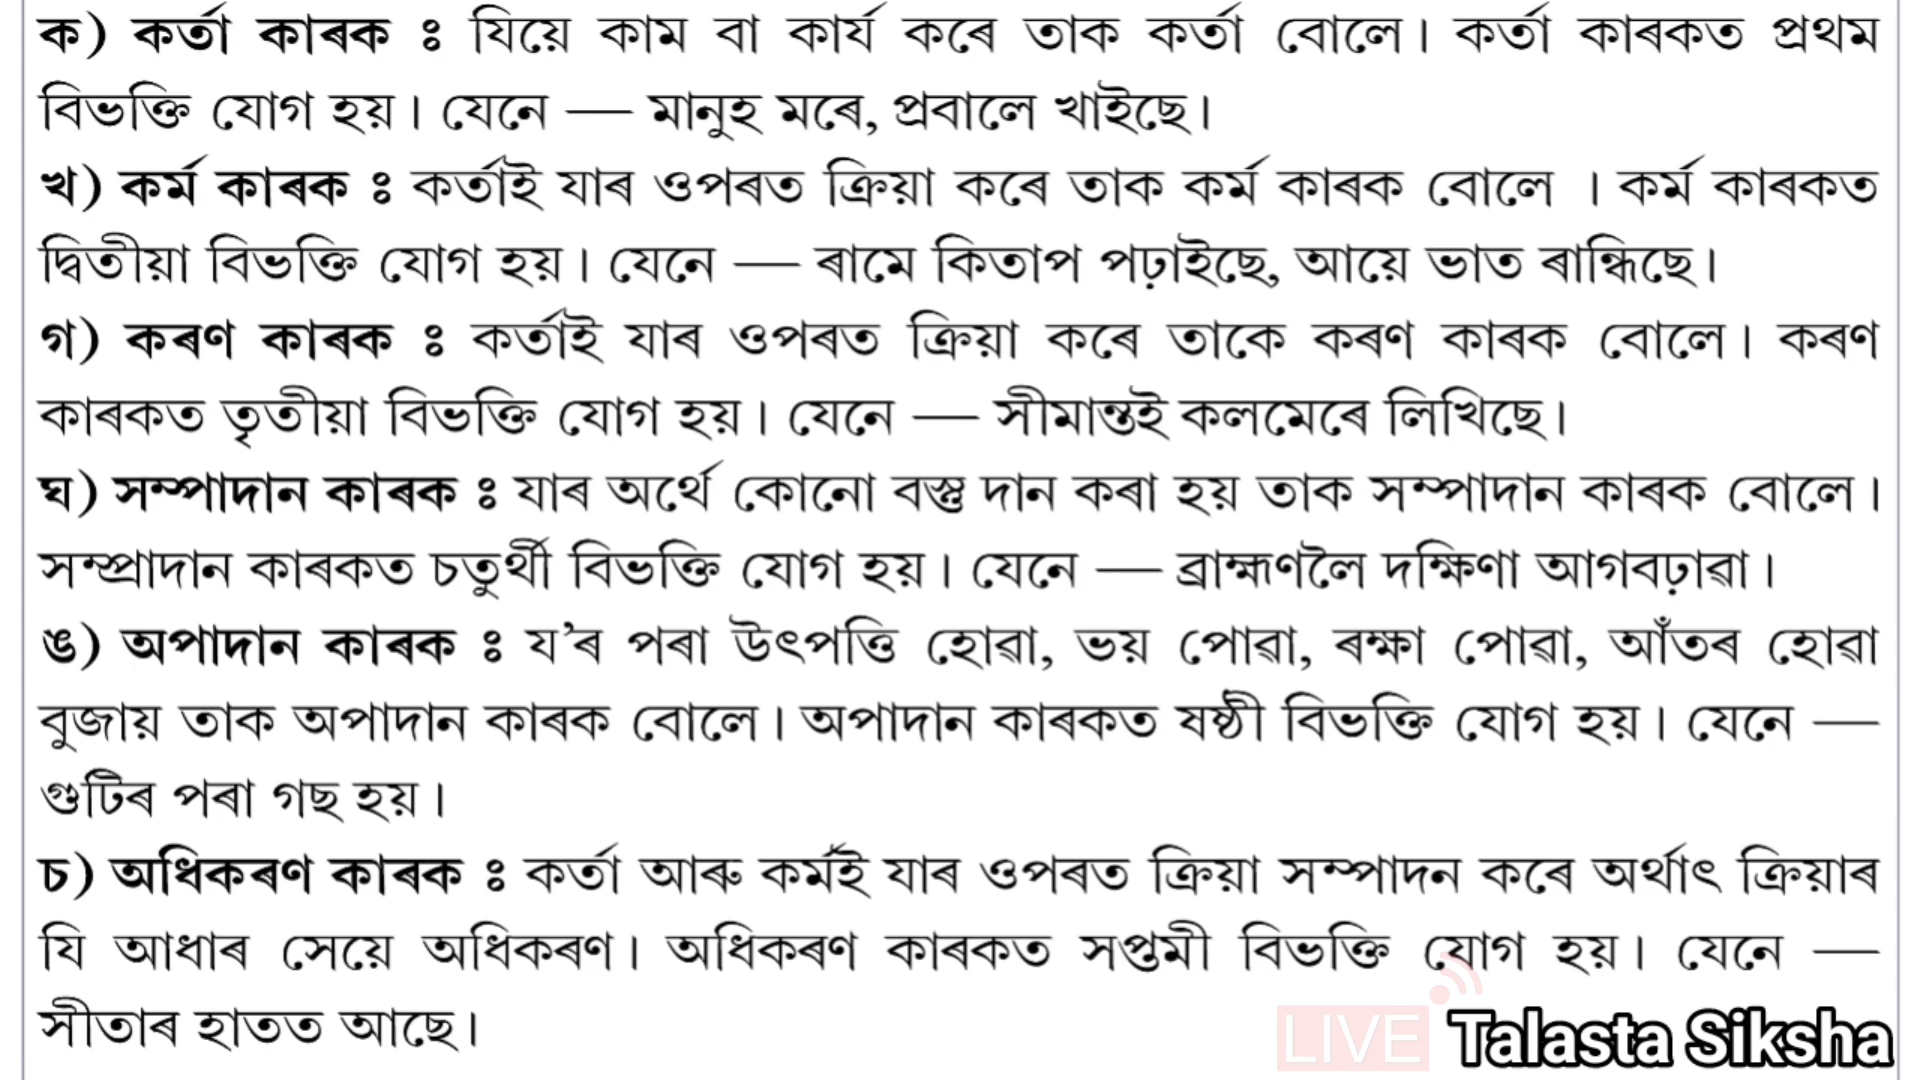 ক) কৰ্তা কাৰক ঃ যিয়ে কাম বা কাৰ্য কৰে তাক কৰ্তা বোলে। কৰ্তা কাৰকত প্ৰথম
বিভক্তি যোগ হয়। যেনে — মানুহ মৰে, প্ৰবালে খাইছে।
খ) কৰ্ম কাৰক ঃ কৰ্তাই যাৰ ওপৰত ক্ৰিয়া কৰে তাক কৰ্ম কাৰক বোলে । কৰ্ম কাৰকত
দ্বিতীয়া বিভক্তি যোগ হয়। যেনে — ৰামে কিতাপ পঢ়াইছে, আয়ে ভাত ৰান্ধিছে।
গ) কৰণ কাৰক ঃ কৰ্তাই যাৰ ওপৰত ক্ৰিয়া কৰে তাকে কৰণ কাৰক বোলে। কৰণ
কাৰকত তৃতীয়া বিভক্তি যোগ হয়। যেনে — সীমান্তই কলমেৰে লিখিছে।
ঘ) সম্পাদান কাৰক ঃ যাৰ অৰ্থে কোনো বস্তু দান কৰা হয় তাক সম্পাদান কাৰক বোলে।
সম্প্ৰাদান কাৰকত চতুৰ্থী বিভক্তি যোগ হয়। যেনে — ব্ৰাহ্মণলৈ দক্ষিণা আগবঢ়োৱা।
ঙ) অপাদান কাৰক ঃ য’ৰ পৰা উৎপত্তি হোৱা, ভয় পোৱা, ৰক্ষা পোৱা, আঁতৰ হোৱা
বুজায় তাক অপাদান কাৰক বোলে। অপাদান কাৰকত ষষ্ঠী বিভক্তি যোগ হয়। যেনে —
গুটিৰ পৰা গছ হয়।
চ) অধিকৰণ কাৰক ঃ কৰ্তা আৰু কৰ্মই যাৰ ওপৰত ক্ৰিয়া সম্পাদন কৰে অৰ্থাৎ ক্ৰিয়াৰ
যি আধাৰ সেয়ে অধিকৰণ। অধিকৰণ কাৰকত সপ্তমী বিভক্তি যোগ হয়। যেনে —
সীতাৰ হাতত আছে।
LIVE Talasta Siksha